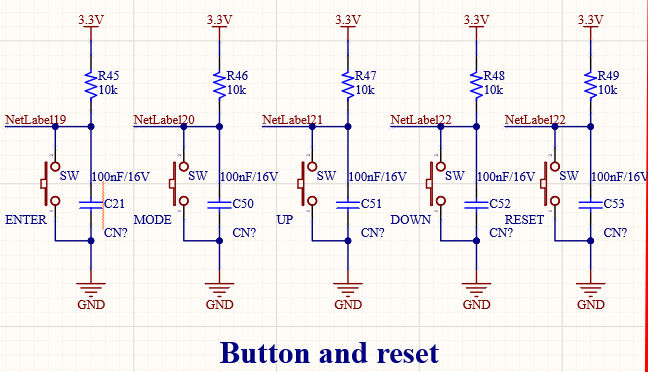 3.3V 3.3V 3.3V 3.3V 3.3V
R45 R46 R47 R48 R49
10k 10k 10k 10k 10k
NetLabel19 NetLabel20 NetLabel21 NetLabel22 NetLabel22
SW 100nF/16V SW 100nF/16V SW 100nF/16V SW 100nF/16V SW 100nF/16V
C21 C50 C51 C52 C53
ENTER MODE UP DOWN RESET
CN? CN? CN? CN? CN?
GND GND GND GND GND
Button and reset